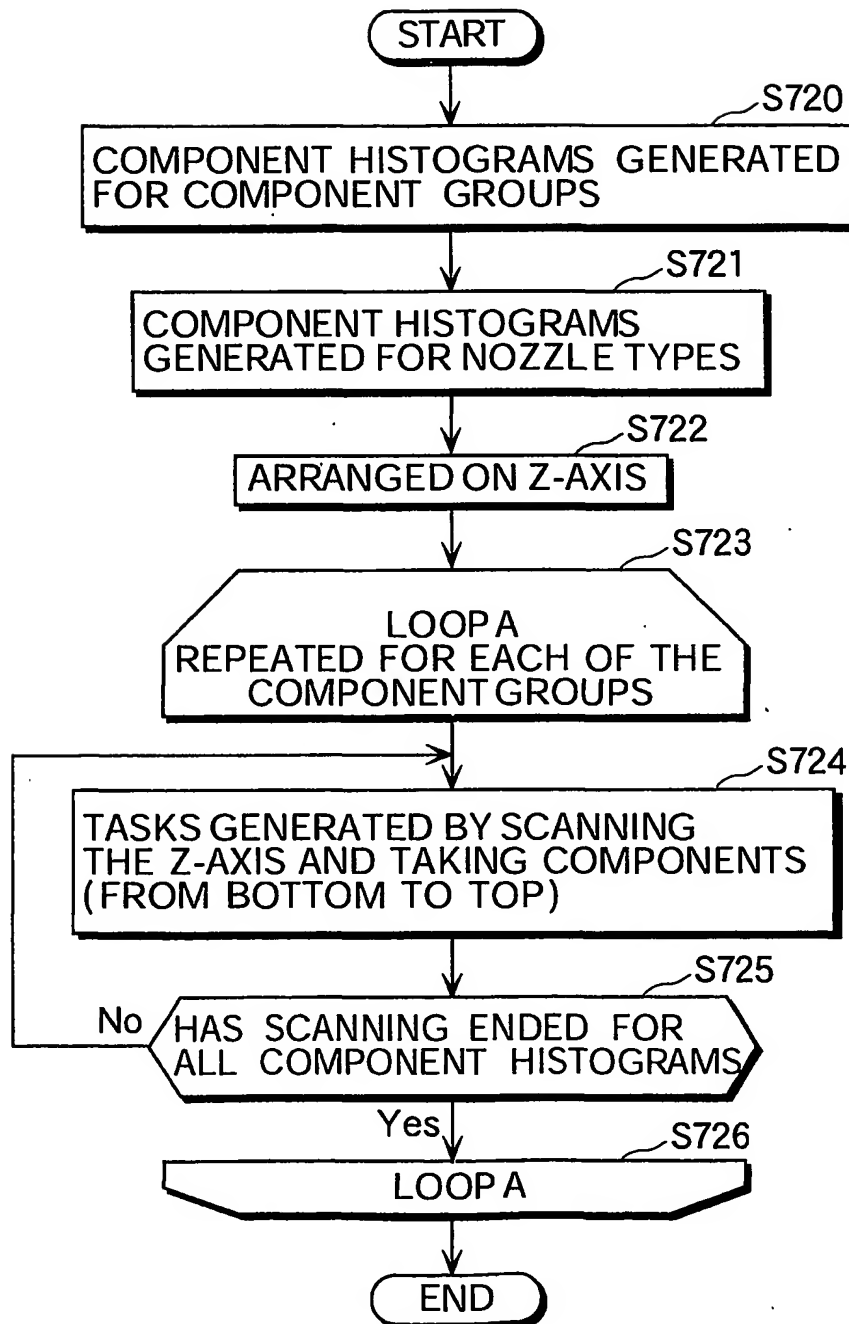 START
S720
COMPONENT HISTOGRAMS GENERATED
FOR COMPONENT GROUPS
S721
COMPONENT HISTOGRAMS
GENERATED FOR NOZZLE TYPES
S722
ARRANGED ON Z-AXIS
S723
LOOP A
REPEATED FOR EACH OF THE
COMPONENT GROUPS
S724
TASKS GENERATED BY SCANNING
THE Z-AXIS AND TAKING COMPONENTS
(FROM BOTTOM TO TOP)
S725
No
HAS SCANNING ENDED FOR
ALL COMPONENT HISTOGRAMS
Yes
S726
LOOP A
END